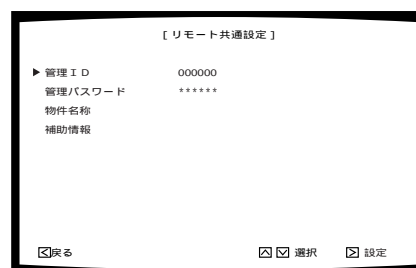 [ リモート共通設定 ]
▶ 管理ID 000000
管理パスワード ******
物件名称
補助情報
<戻る ∧ ∨ 選択 > 設定